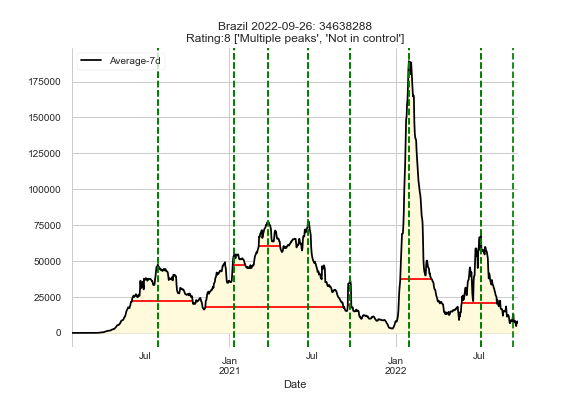 Brazil 2022-09-26: 34638288
Rating:8 ['Multiple peaks', 'Not in control']
Average-7d
175000
150000
125000
100000
75000
50000
25000
0
Jul
Jan
2021
Jul
Jan
2022
Jul
Date